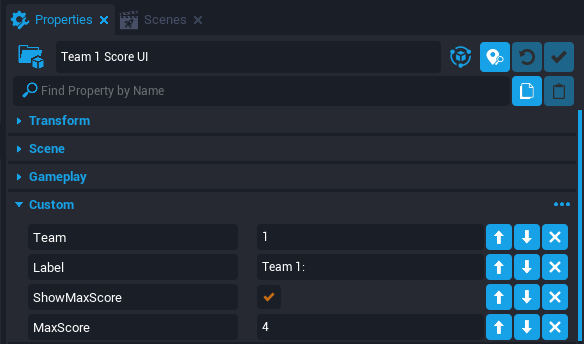 Properties Scenes
Team 1 Score UI
Find Property by Name
Transform
Scene
Gameplay
Custom
Team 1
Label Team 1:
ShowMaxScore
MaxScore 4